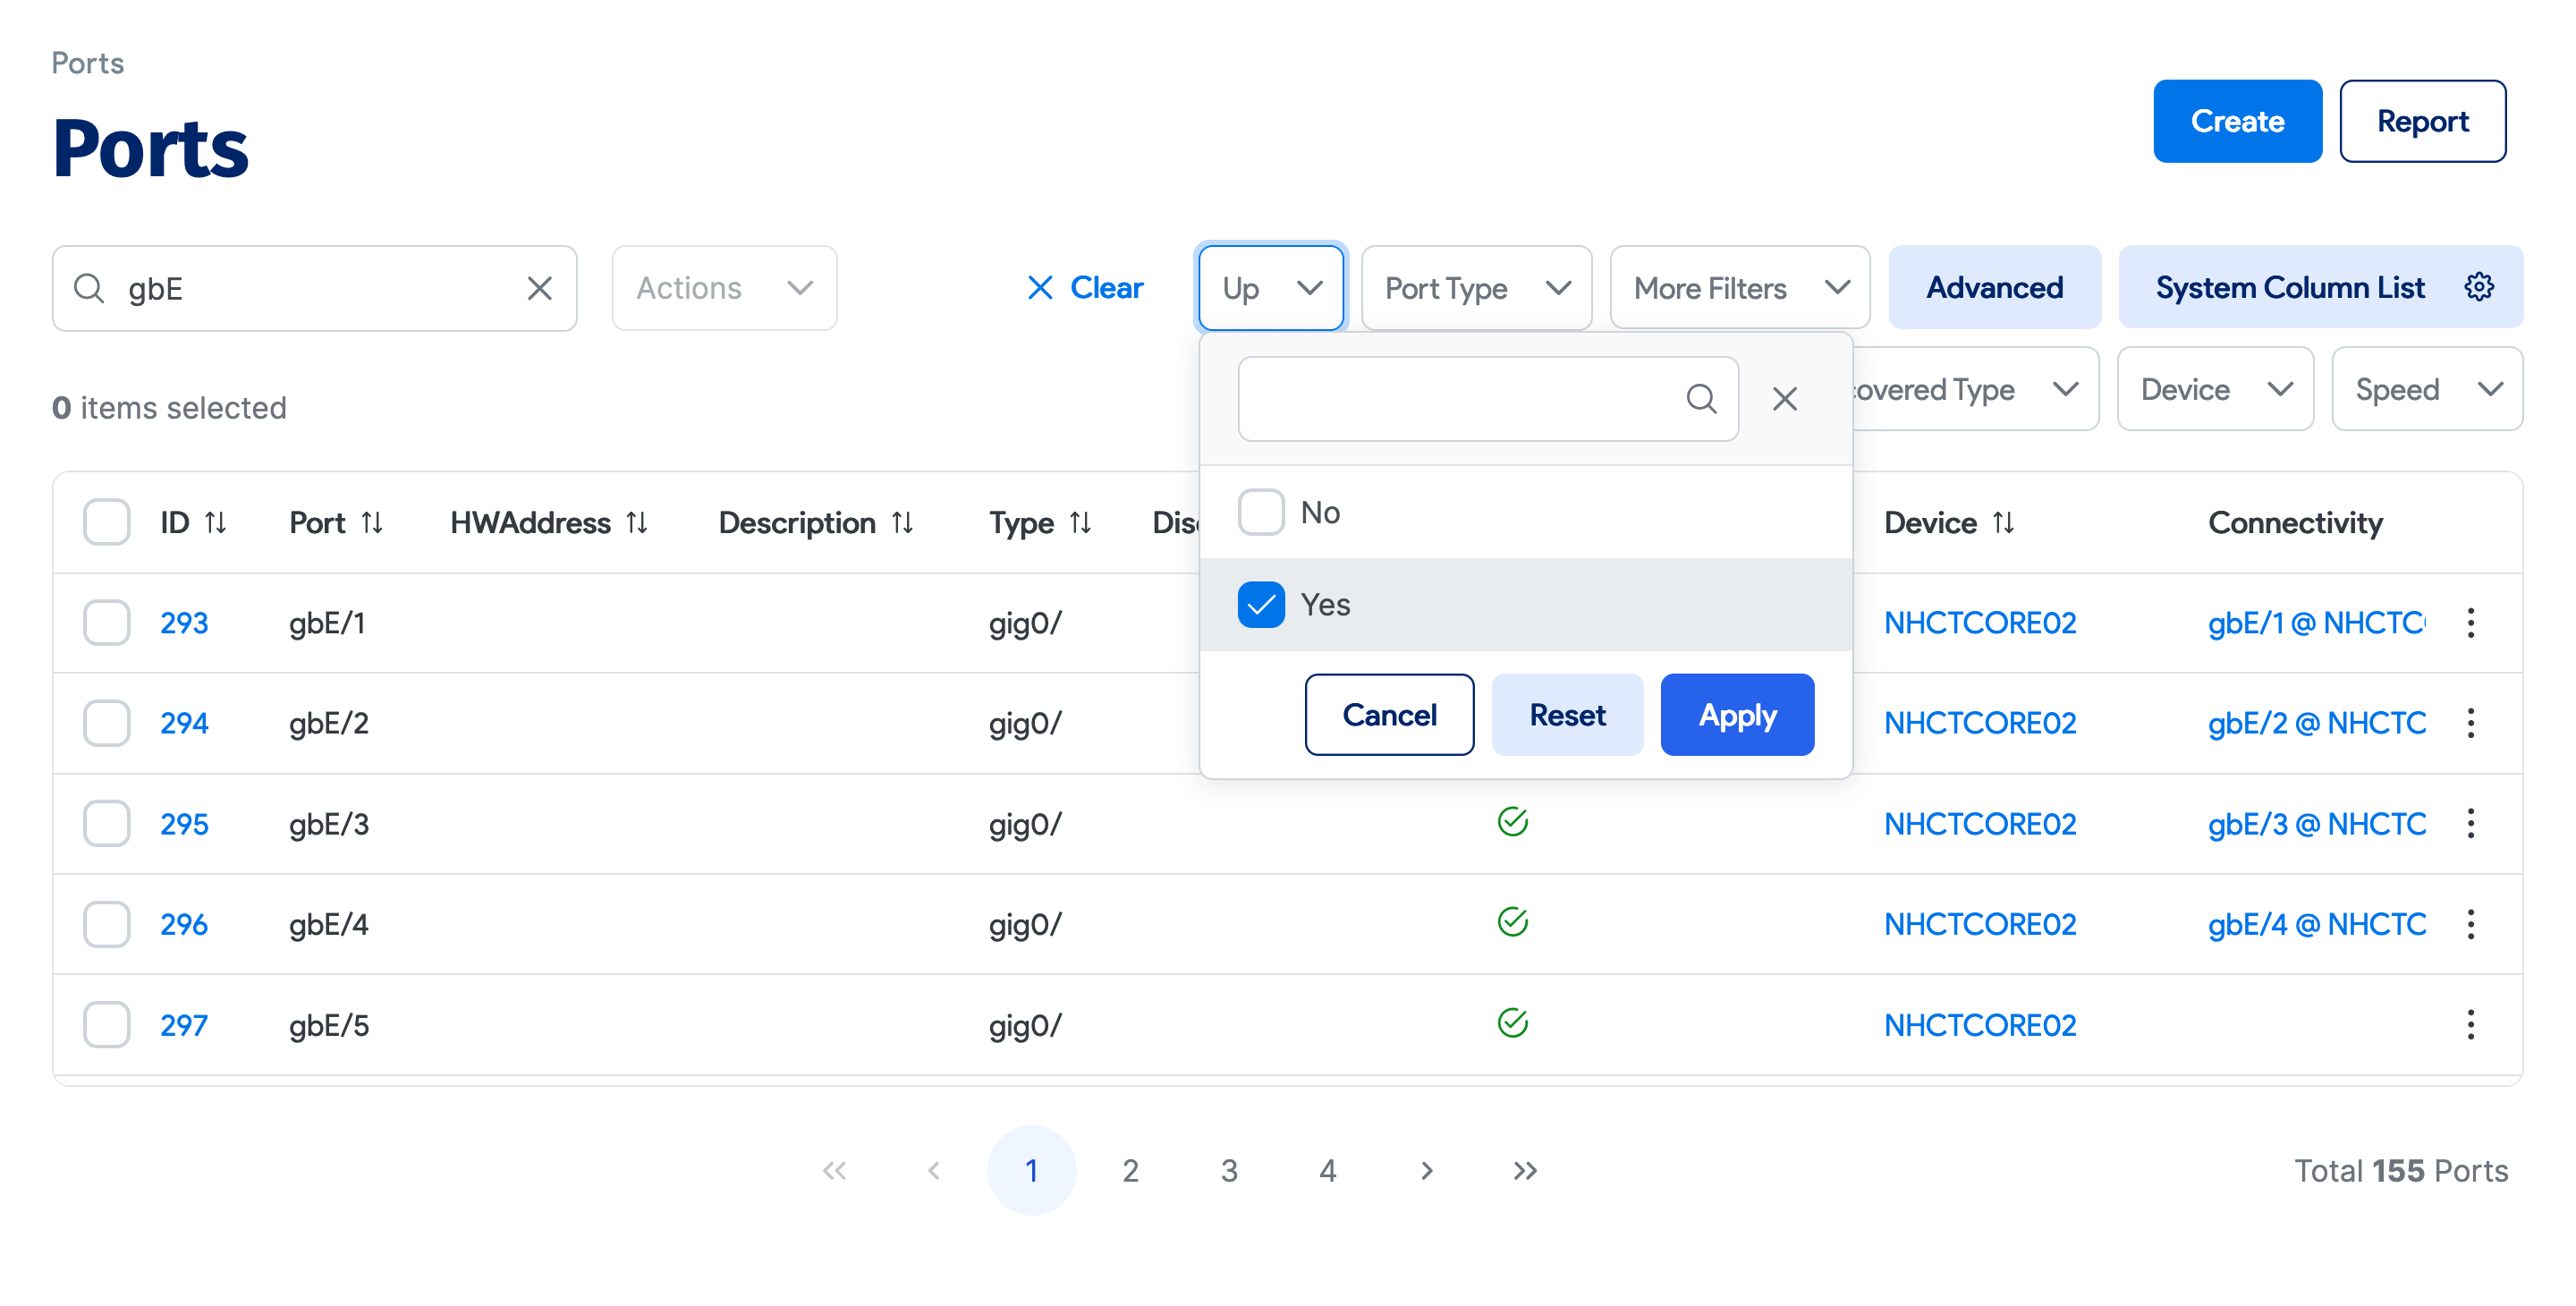 Ports
Ports
Create
Report
gbE
Actions
Clear
Up
Port Type
More Filters
Advanced
System Column List
0 items selected
Device
Speed
covered Type
No
Yes
Cancel
Reset
Apply
ID
Port
HWAddress
Description
Type
Disc
Device
Connectivity
293 gbE/1 gig0/ NHCTCORE02 gbE/1 @ NHCTC
294 gbE/2 gig0/ NHCTCORE02 gbE/2 @ NHCTC
295 gbE/3 gig0/ NHCTCORE02 gbE/3 @ NHCTC
296 gbE/4 gig0/ NHCTCORE02 gbE/4 @ NHCTC
297 gbE/5 gig0/ NHCTCORE02
1 2 3 4
Total 155 Ports